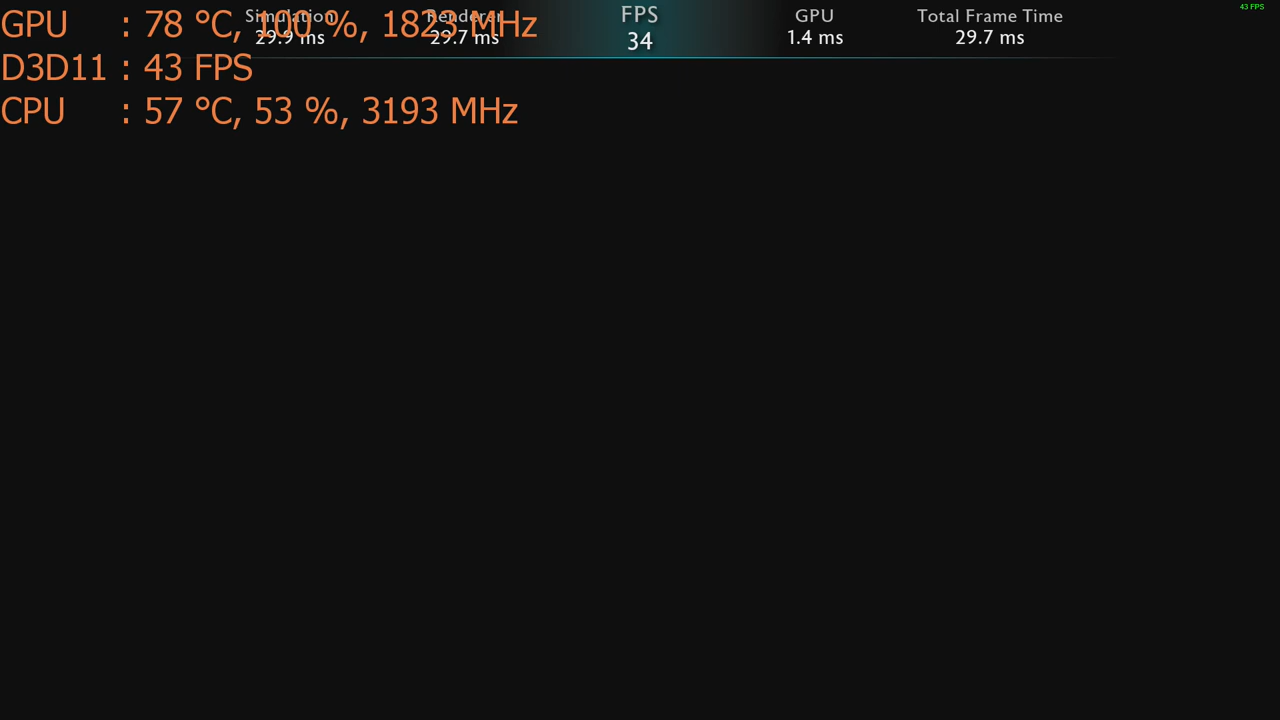 GPU : 78 °C, 100 %, 1823 MHz
D3D11 : 43 FPS
CPU : 57 °C, 53 %, 3193 MHz
Simulation
29.9 ms
Renderer
29.7 ms
FPS
34
GPU
1.4 ms
Total Frame Time
29.7 ms
43 FPS